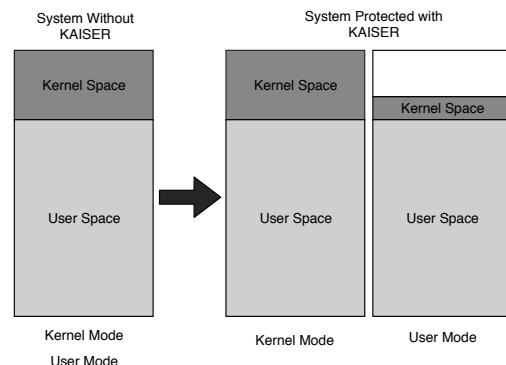 System Without
KAISER
System Protected with
KAISER
Kernel Space
Kernel Space
Kernel Space
User Space
User Space
User Space
Kernel Mode
User Mode
Kernel Mode
User Mode